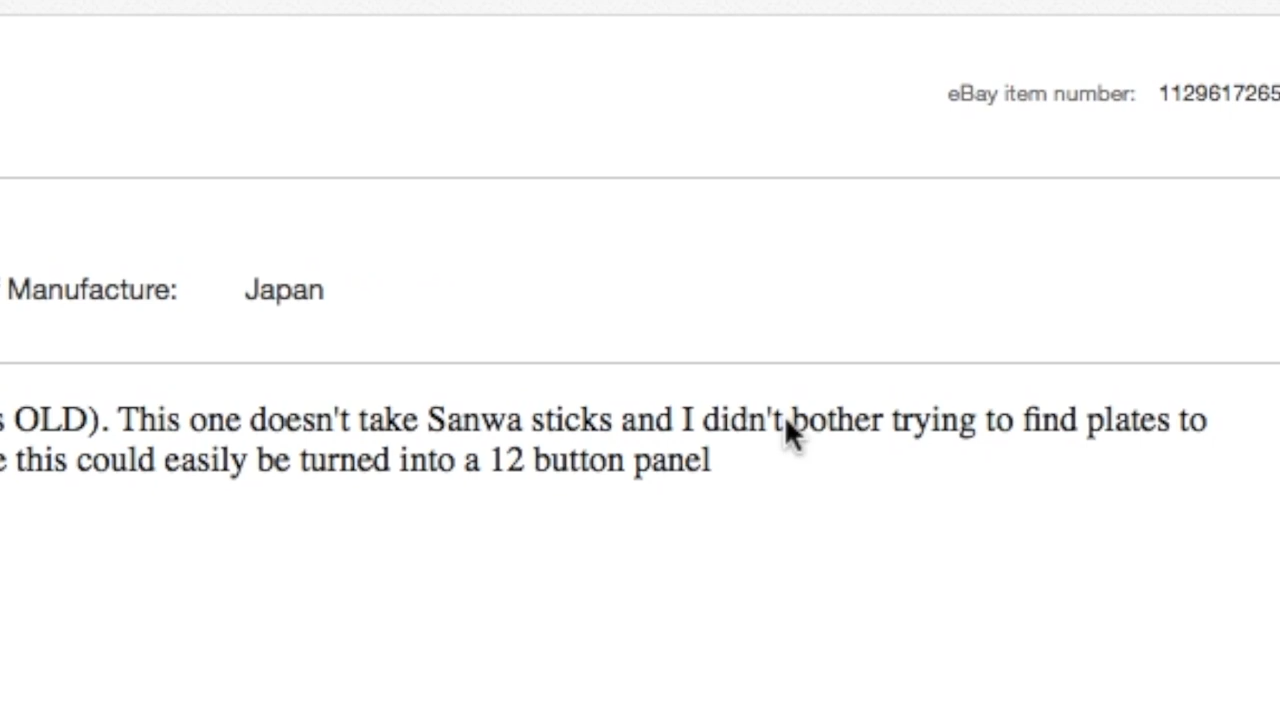 eBay item number: 1129617265
Manufacture: Japan
OLD). This one doesn't take Sanwa sticks and I didn't bother trying to find plates to
this could easily be turned into a 12 button panel